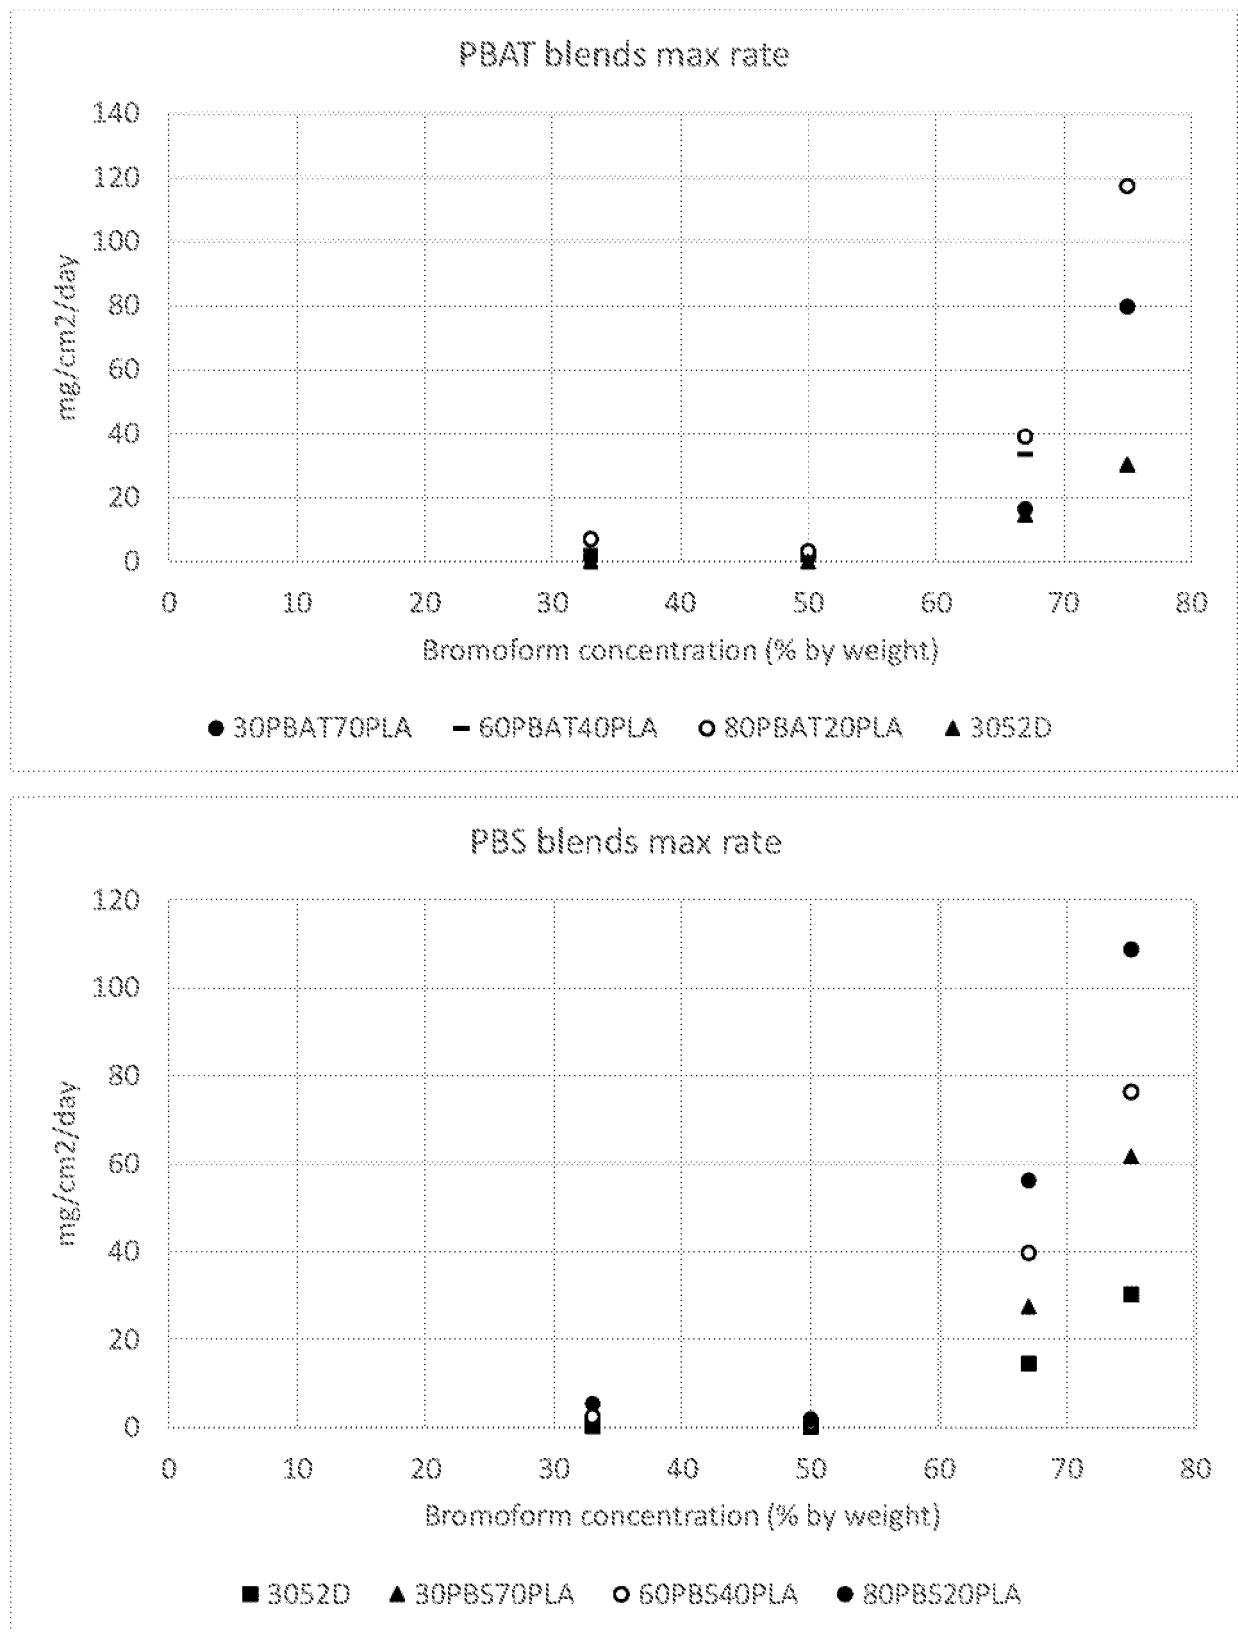 PBAT blends max rate
140
120
100
80
60
40
20
0
mg/cm2/day
0 10 20 30 40 50 60 70 80
Bromoform concentration (% by weight)
30PBAT70PLA 60PBAT40PLA 80PBAT20PLA 3052D
PBS blends max rate
120
100
80
60
40
20
0
mg/cm2/day
0 10 20 30 40 50 60 70 80
Bromoform concentration (% by weight)
3052D 30PBS70PLA 60PBS40PLA 80PBS20PLA